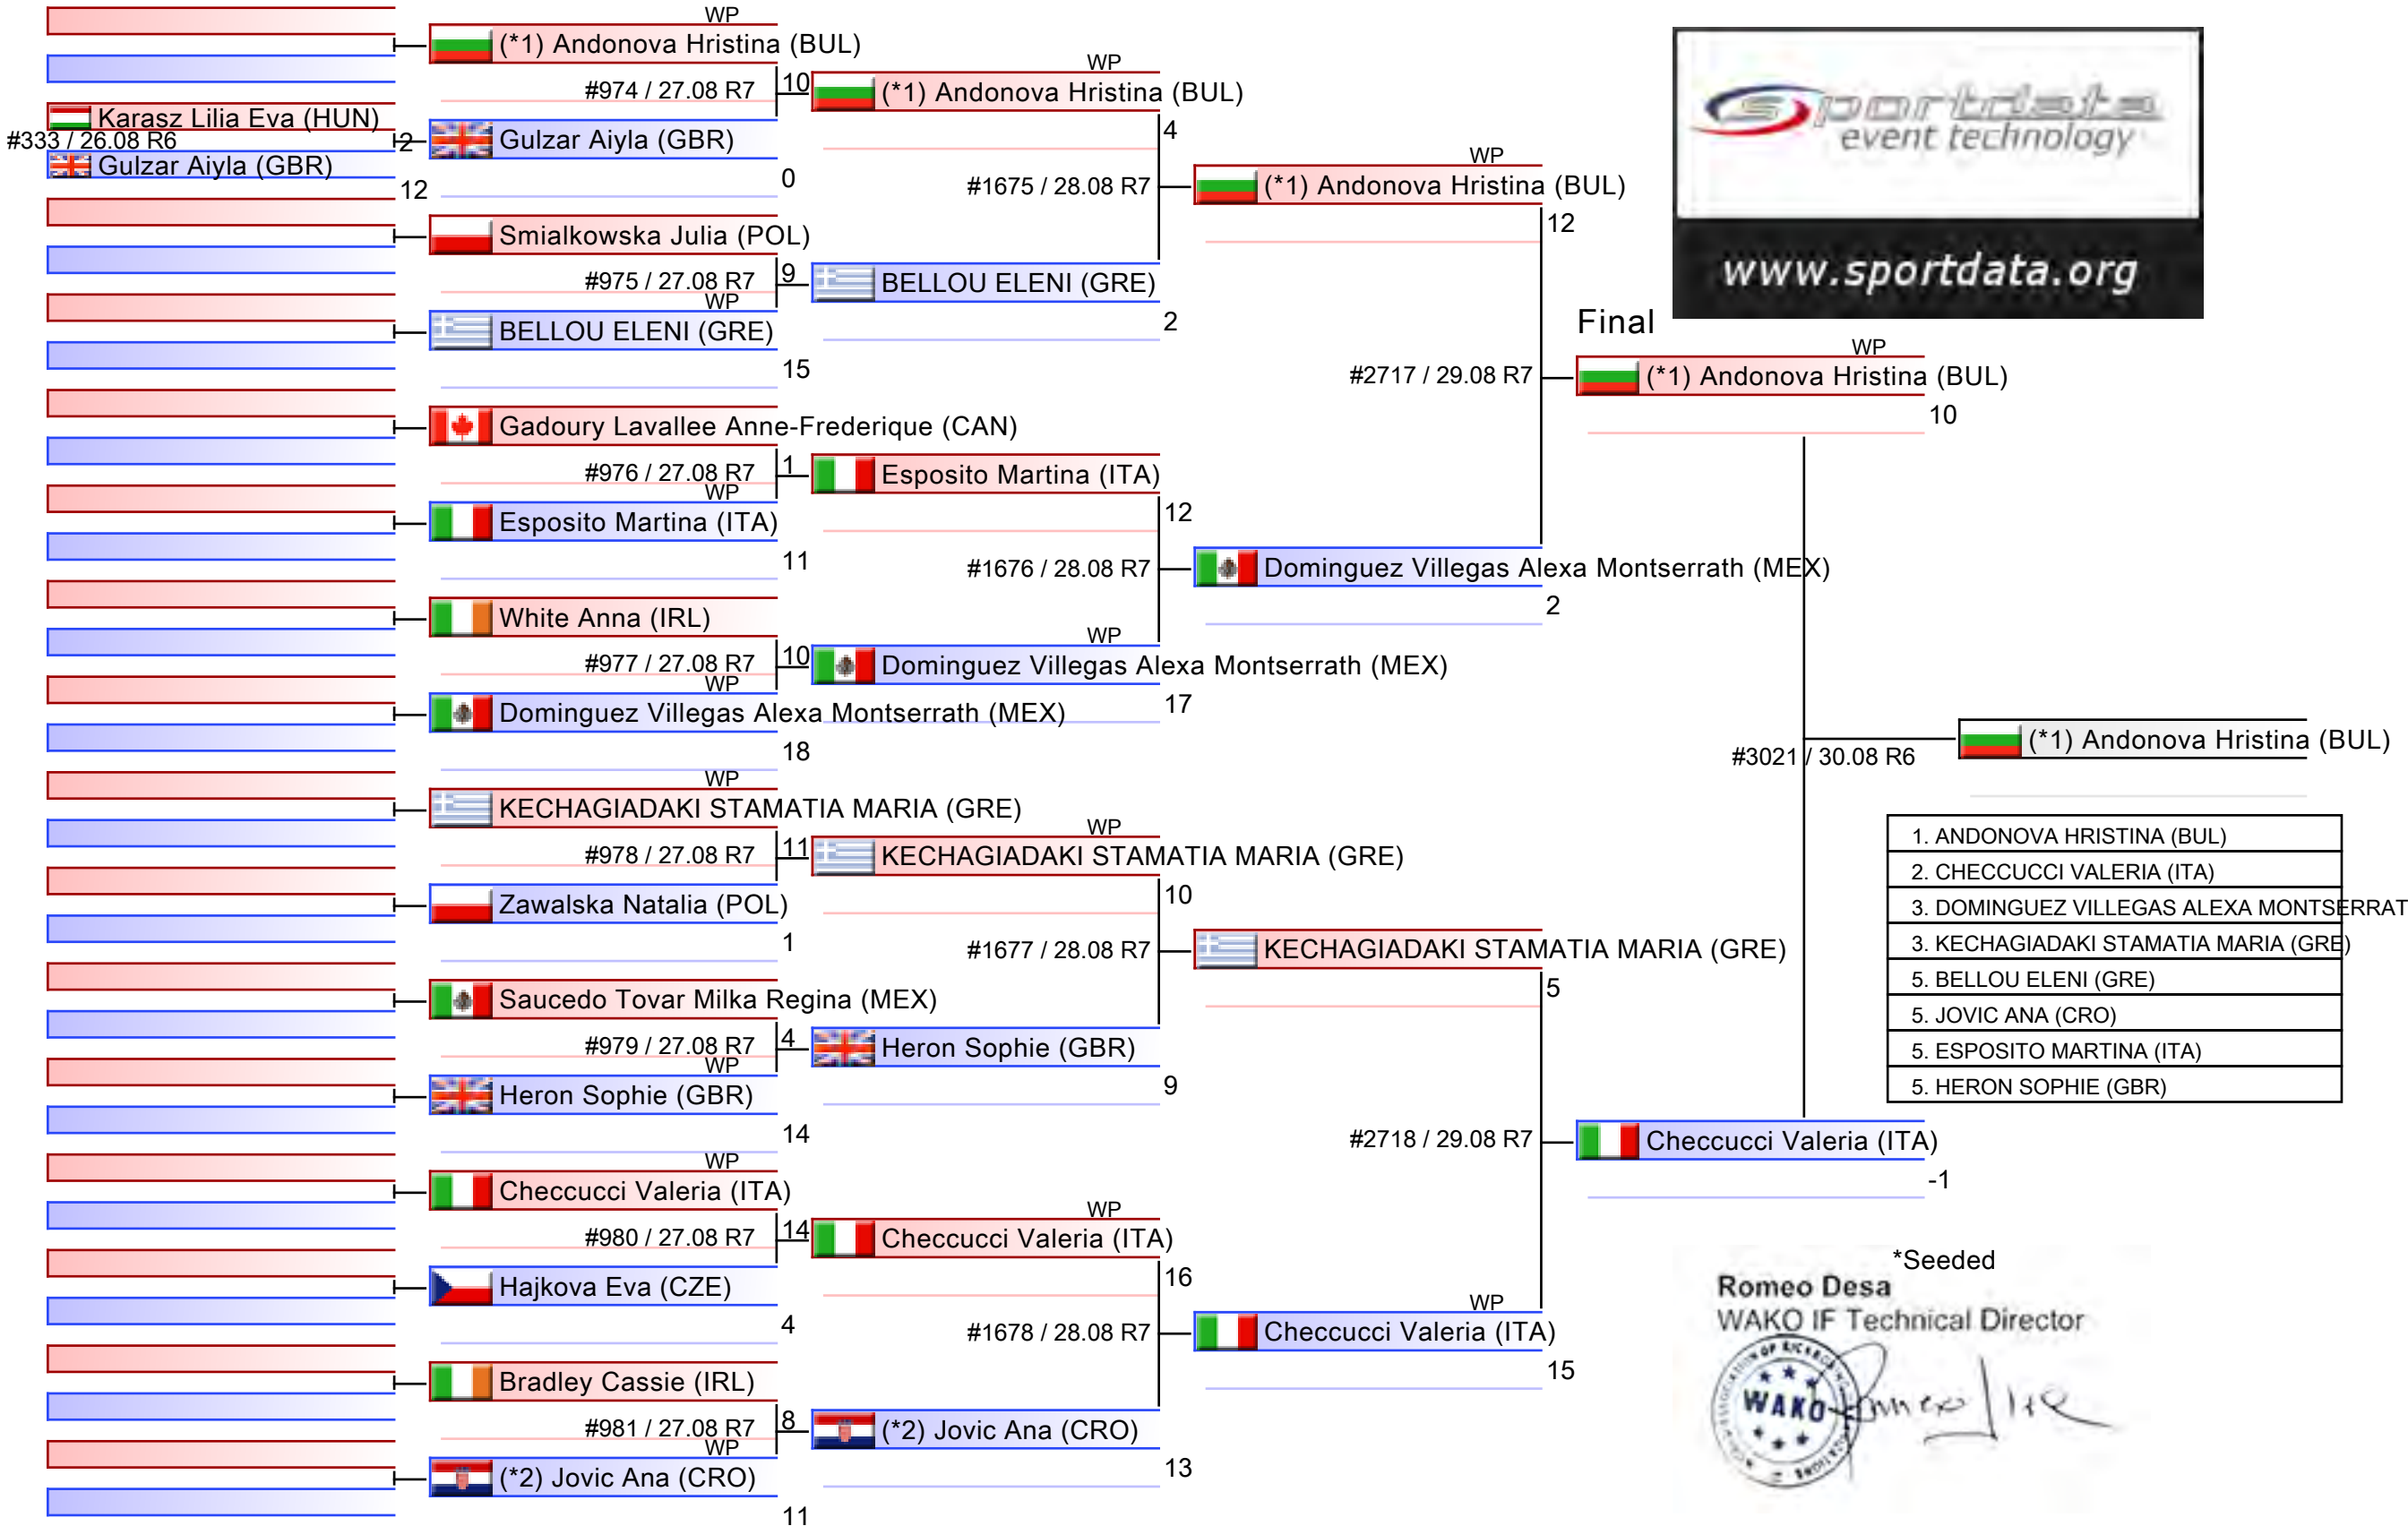 Karasz Lilia Eva (HUN)
#333 / 26.08 R6
2
Gulzar Aiyla (GBR)
12
WP
(*1) Andonova Hristina (BUL)
#974 / 27.08 R7
10
Gulzar Aiyla (GBR)
0
Smialkowska Julia (POL)
#975 / 27.08 R7
9
WP
BELLOU ELENI (GRE)
15
Gadoury Lavallee Anne-Frederique (CAN)
#976 / 27.08 R7
1
WP
Esposito Martina (ITA)
11
White Anna (IRL)
#977 / 27.08 R7
10
WP
Dominguez Villegas Alexa Montserrath (MEX)
18
WP
KECHAGIADAKI STAMATIA MARIA (GRE)
#978 / 27.08 R7
11
Zawalska Natalia (POL)
1
Saucedo Tovar Milka Regina (MEX)
#979 / 27.08 R7
4
WP
Heron Sophie (GBR)
14
WP
Checcucci Valeria (ITA)
#980 / 27.08 R7
14
Hajkova Eva (CZE)
4
Bradley Cassie (IRL)
#981 / 27.08 R7
8
WP
(*2) Jovic Ana (CRO)
11
WP
(*1) Andonova Hristina (BUL)
4
#1675 / 28.08 R7
BELLOU ELENI (GRE)
2
Esposito Martina (ITA)
12
#1676 / 28.08 R7
WP
Dominguez Villegas Alexa Montserrath (MEX)
17
WP
KECHAGIADAKI STAMATIA MARIA (GRE)
10
#1677 / 28.08 R7
Heron Sophie (GBR)
9
WP
Checcucci Valeria (ITA)
16
#1678 / 28.08 R7
(*2) Jovic Ana (CRO)
13
WP
(*1) Andonova Hristina (BUL)
12
#2717 / 29.08 R7
Dominguez Villegas Alexa Montserrath (MEX)
2
KECHAGIADAKI STAMATIA MARIA (GRE)
5
#2718 / 29.08 R7
WP
Checcucci Valeria (ITA)
15
sportdata
event technology
www.sportdata.org
Final
WP
(*1) Andonova Hristina (BUL)
10
#3021 / 30.08 R6
Checcucci Valeria (ITA)
-1
(*1) Andonova Hristina (BUL)
1. ANDONOVA HRISTINA (BUL)
2. CHECCUCCI VALERIA (ITA)
3. DOMINGUEZ VILLEGAS ALEXA MONTSERRAT
3. KECHAGIADAKI STAMATIA MARIA (GRE)
5. BELLOU ELENI (GRE)
5. JOVIC ANA (CRO)
5. ESPOSITO MARTINA (ITA)
5. HERON SOPHIE (GBR)
*Seeded
Romeo Desa
WAKO IF Technical Director
WAKO